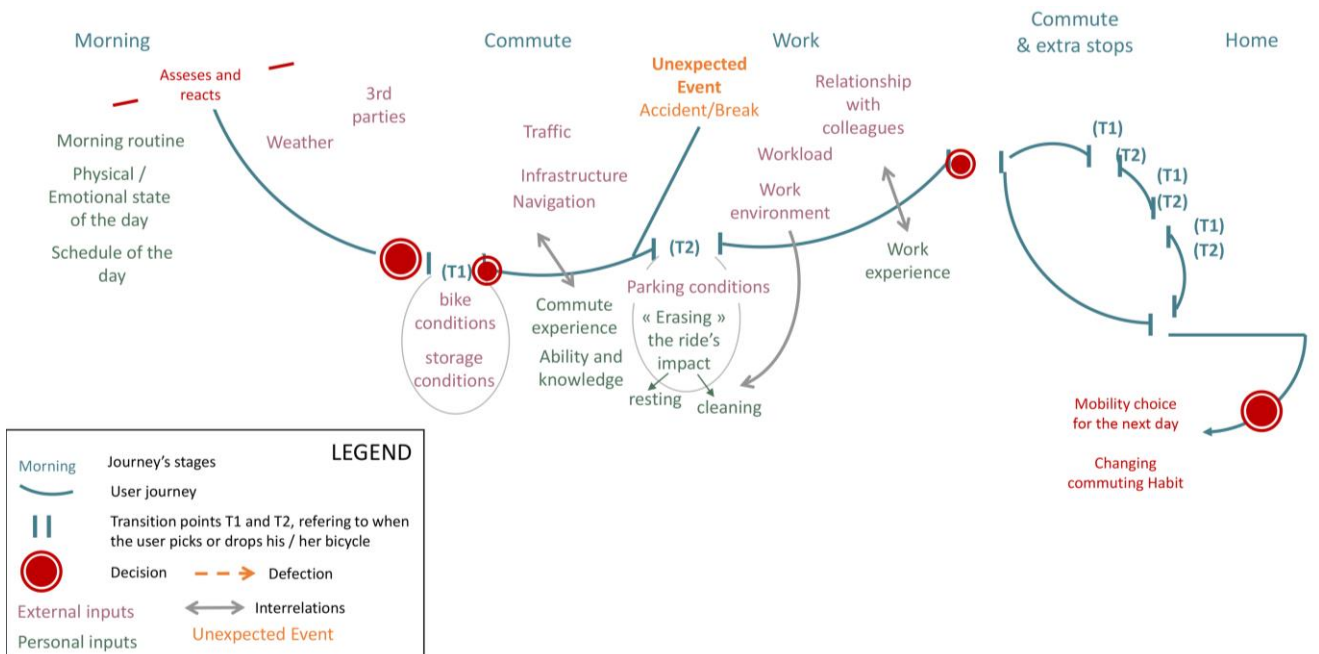 Morning
Commute
Work
Commute
& extra stops
Home
Asseses and
reacts
Morning routine
Physical /
Emotional state
of the day
Schedule of the
day
Weather
3rd
parties
(T1)
bike
conditions
storage
conditions
Traffic
Infrastructure
Navigation
Commute
experience
Ability and
knowledge
Unexpected
Event
Accident/Break
(T2)
Parking conditions
« Erasing »
the ride's
impact
resting
cleaning
Relationship
with
colleagues
Workload
Work
environment
Work
experience
(T1)
(T2)
(T1)
(T2)
(T1)
(T2)
Mobility choice
for the next day
Changing
commuting Habit
LEGEND
Morning
Journey's stages
User journey
Transition points T1 and T2, refering to when
the user picks or drops his / her bicycle
Decision
Defection
External inputs
Interrelations
Personal inputs
Unexpected Event